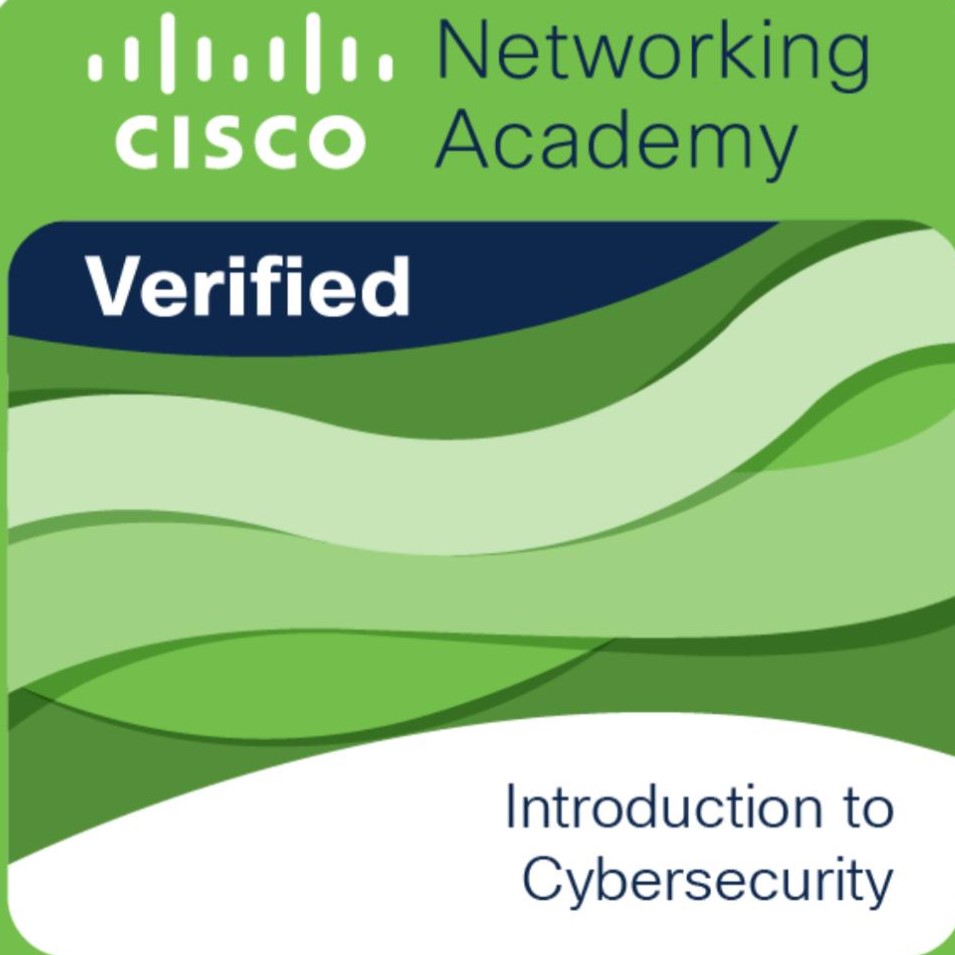 CISCO
Networking
Academy
Verified
Introduction to
Cybersecurity